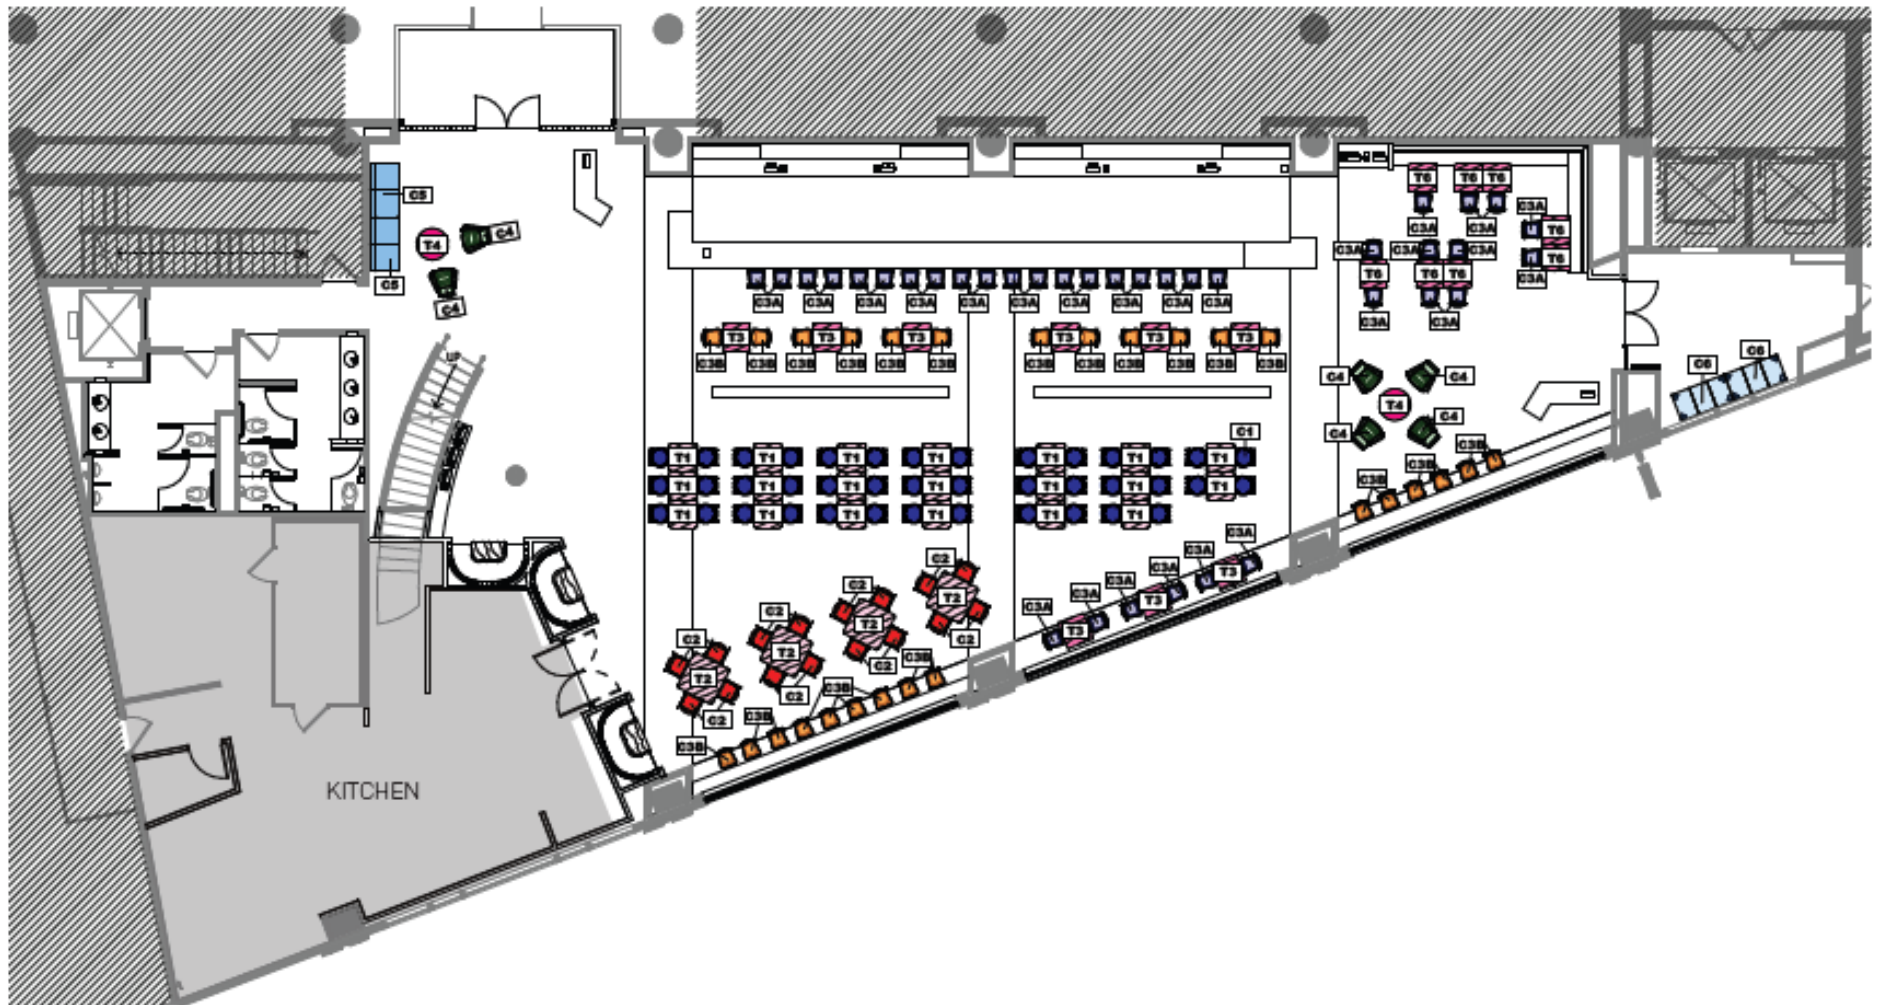 T6 T6 T6
C5
C3A
C3A C3A
T4 C4 T6
C3A C3A C3A T6
T6 T6 T6 C3A
C5
C4
C3A C3A C3A C3A C3A C3A C3A C3A C3A C3A
C3A C3A
T3 T3 T3 T3 T3 T3
UP
C3B C3B C3B C3B C3B C3B C3B C3B C3B C3B C3B C3B
C6 C6
C4 C4
T4
C4
C1 C4
C3B
T1 T1 T1 T1 T1 T1 T1
C3B
C3B
T1 T1 T1 T1 T1 T1 T1
T1 T1 T1 T1 T1 T1
C3A
C3A
C2 C3A
T3
C2 C3A
C3A
T2 T3
C3A
C2
T2 T3
C2 C2
T2 C3B
C2
T2
C3B
C2
C3B
C2
C3B
KITCHEN